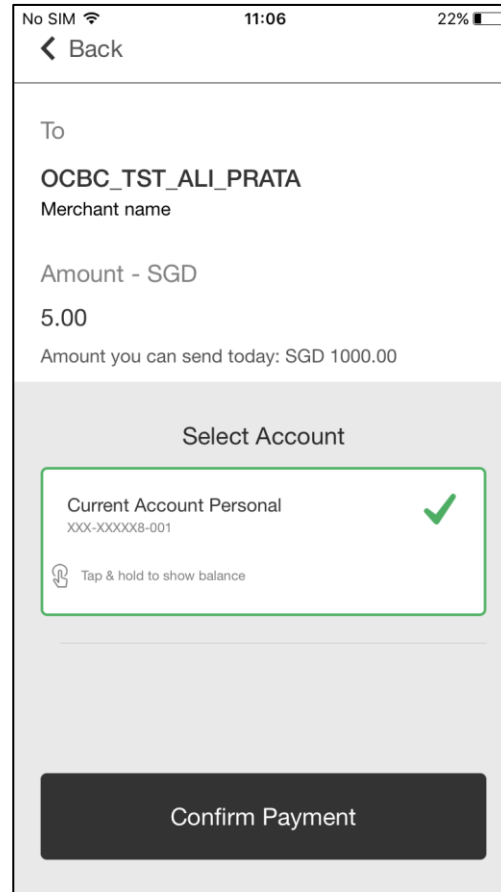 No SIM 11:06 22%
Back
To
OCBC_TST_ALI_PRATA
Merchant name
Amount - SGD
5.00
Amount you can send today: SGD 1000.00
Select Account
Current Account Personal
XXX-XXXXX8-001
Tap & hold to show balance
Confirm Payment